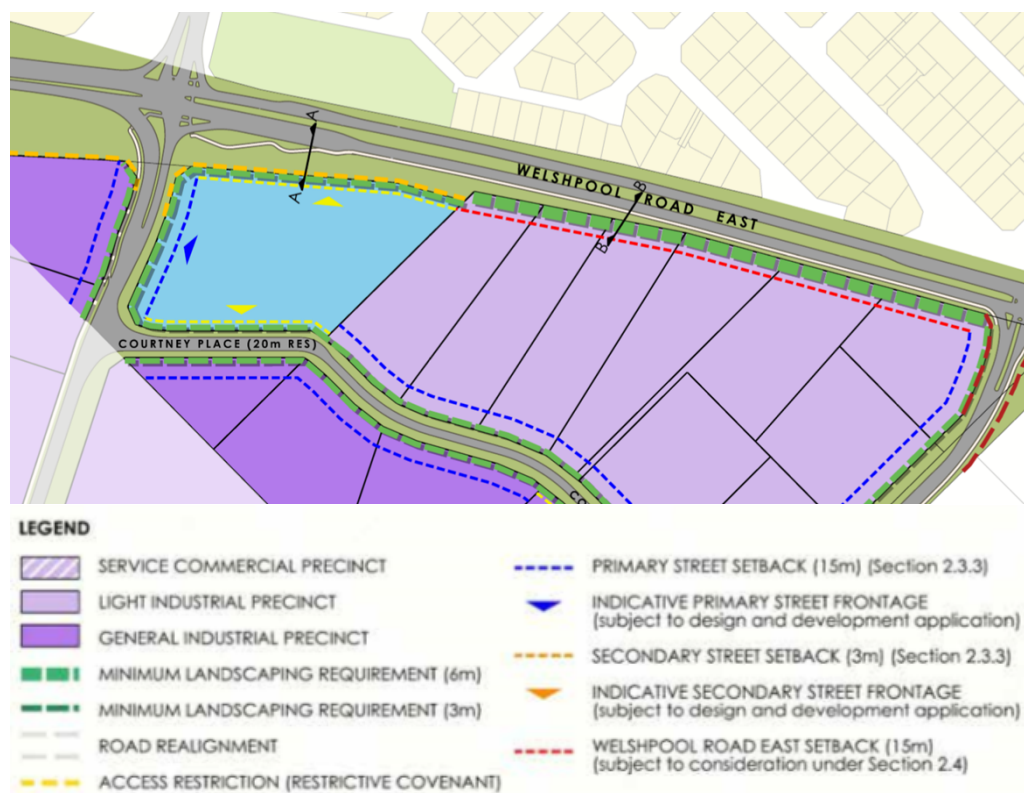 A
A
B
B
WELSHPOOL ROAD EAST
COURTNEY PLACE (20m RES)
CO
LEGEND
SERVICE COMMERCIAL PRECINCT
LIGHT INDUSTRIAL PRECINCT
GENERAL INDUSTRIAL PRECINCT
MINIMUM LANDSCAPING REQUIREMENT (6m)
MINIMUM LANDSCAPING REQUIREMENT (3m)
ROAD REALIGNMENT
ACCESS RESTRICTION (RESTRICTIVE COVENANT)
PRIMARY STREET SETBACK (15m) (Section 2.3.3)
INDICATIVE PRIMARY STREET FRONTAGE
(subject to design and development application)
SECONDARY STREET SETBACK (3m) (Section 2.3.3)
INDICATIVE SECONDARY STREET FRONTAGE
(subject to design and development application)
WELSHPOOL ROAD EAST SETBACK (15m)
(subject to consideration under Section 2.4)